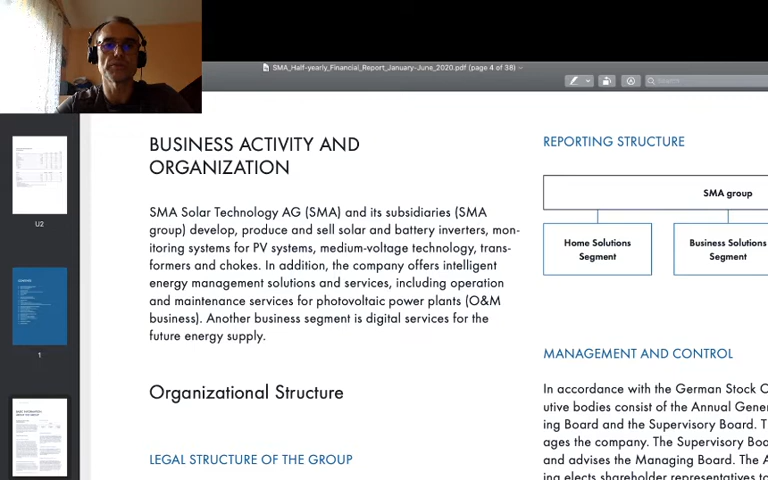 SMA_Half-yearly_Financial_Report_January-June_2020.pdf (page 4 of 38)
Search
BUSINESS ACTIVITY AND
ORGANIZATION
SMA Solar Technology AG (SMA) and its subsidiaries (SMA
group) develop, produce and sell solar and battery inverters, mon-
itoring systems for PV systems, medium-voltage technology, trans-
formers and chokes. In addition, the company offers intelligent
energy management solutions and services, including operation
and maintenance services for photovoltaic power plants (O&M
business). Another business segment is digital services for the
future energy supply.
Organizational Structure
LEGAL STRUCTURE OF THE GROUP
REPORTING STRUCTURE
SMA group
Home Solutions
Segment
Business Solutions
Segment
MANAGEMENT AND CONTROL
In accordance with the German Stock C
utive bodies consist of the Annual Gener
ing Board and the Supervisory Board. T
ages the company. The Supervisory Boa
and advises the Managing Board. The A
ing elects shareholder representatives to
U2
1